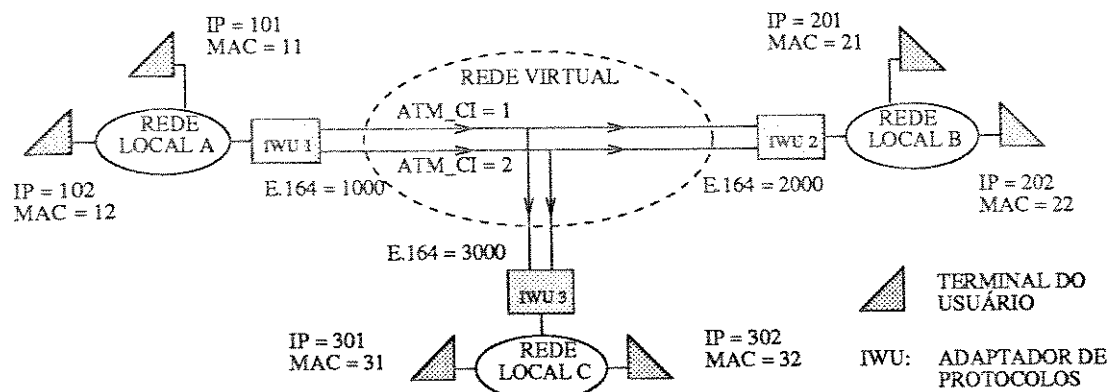 IP = 101
MAC = 11
IP = 201
MAC = 21
REDE VIRTUAL
ATM_CI = 1
REDE
LOCAL A
IWU 1
ATM_CI = 2
IWU 2
REDE
LOCAL B
E.164 = 1000
E.164 = 2000
IP = 102
MAC = 12
IP = 202
MAC = 22
E.164 = 3000
IWU 3
TERMINAL DO
USUÁRIO
IP = 301
MAC = 31
REDE
LOCAL C
IP = 302
MAC = 32
IWU: ADAPTADOR DE
PROTOCOLOS